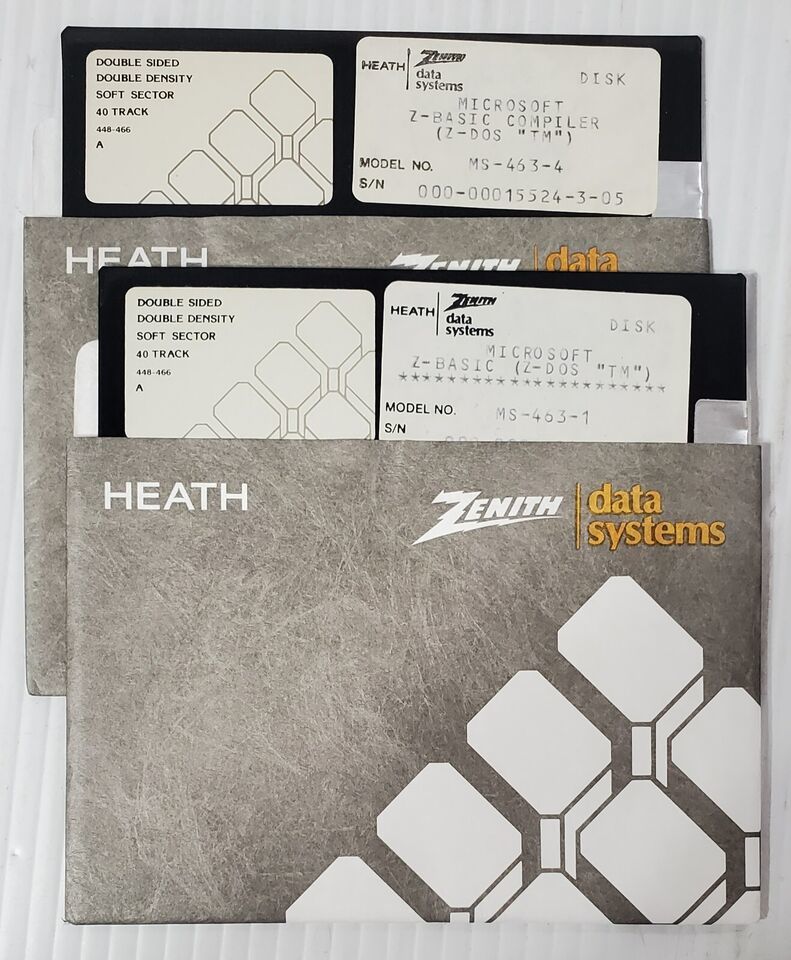 DOUBLE SIDED
DOUBLE DENSITY
SOFT SECTOR
40 TRACK
448-466
A
HEATH ZENITH data systems
DISK
MICROSOFT
Z-BASIC COMPILER
(Z-DOS "TM")
MODEL NO. MS-463-4
S/N 000-00015524-3-05
HEATH ZENITH data
DOUBLE SIDED
DOUBLE DENSITY
SOFT SECTOR
40 TRACK
448-466
A
HEATH ZENITH data systems
DISK
MICROSOFT
Z-BASIC (Z-DOS "TM")
**********************
MODEL NO. MS-463-1
S/N
HEATH
ZENITH data
systems